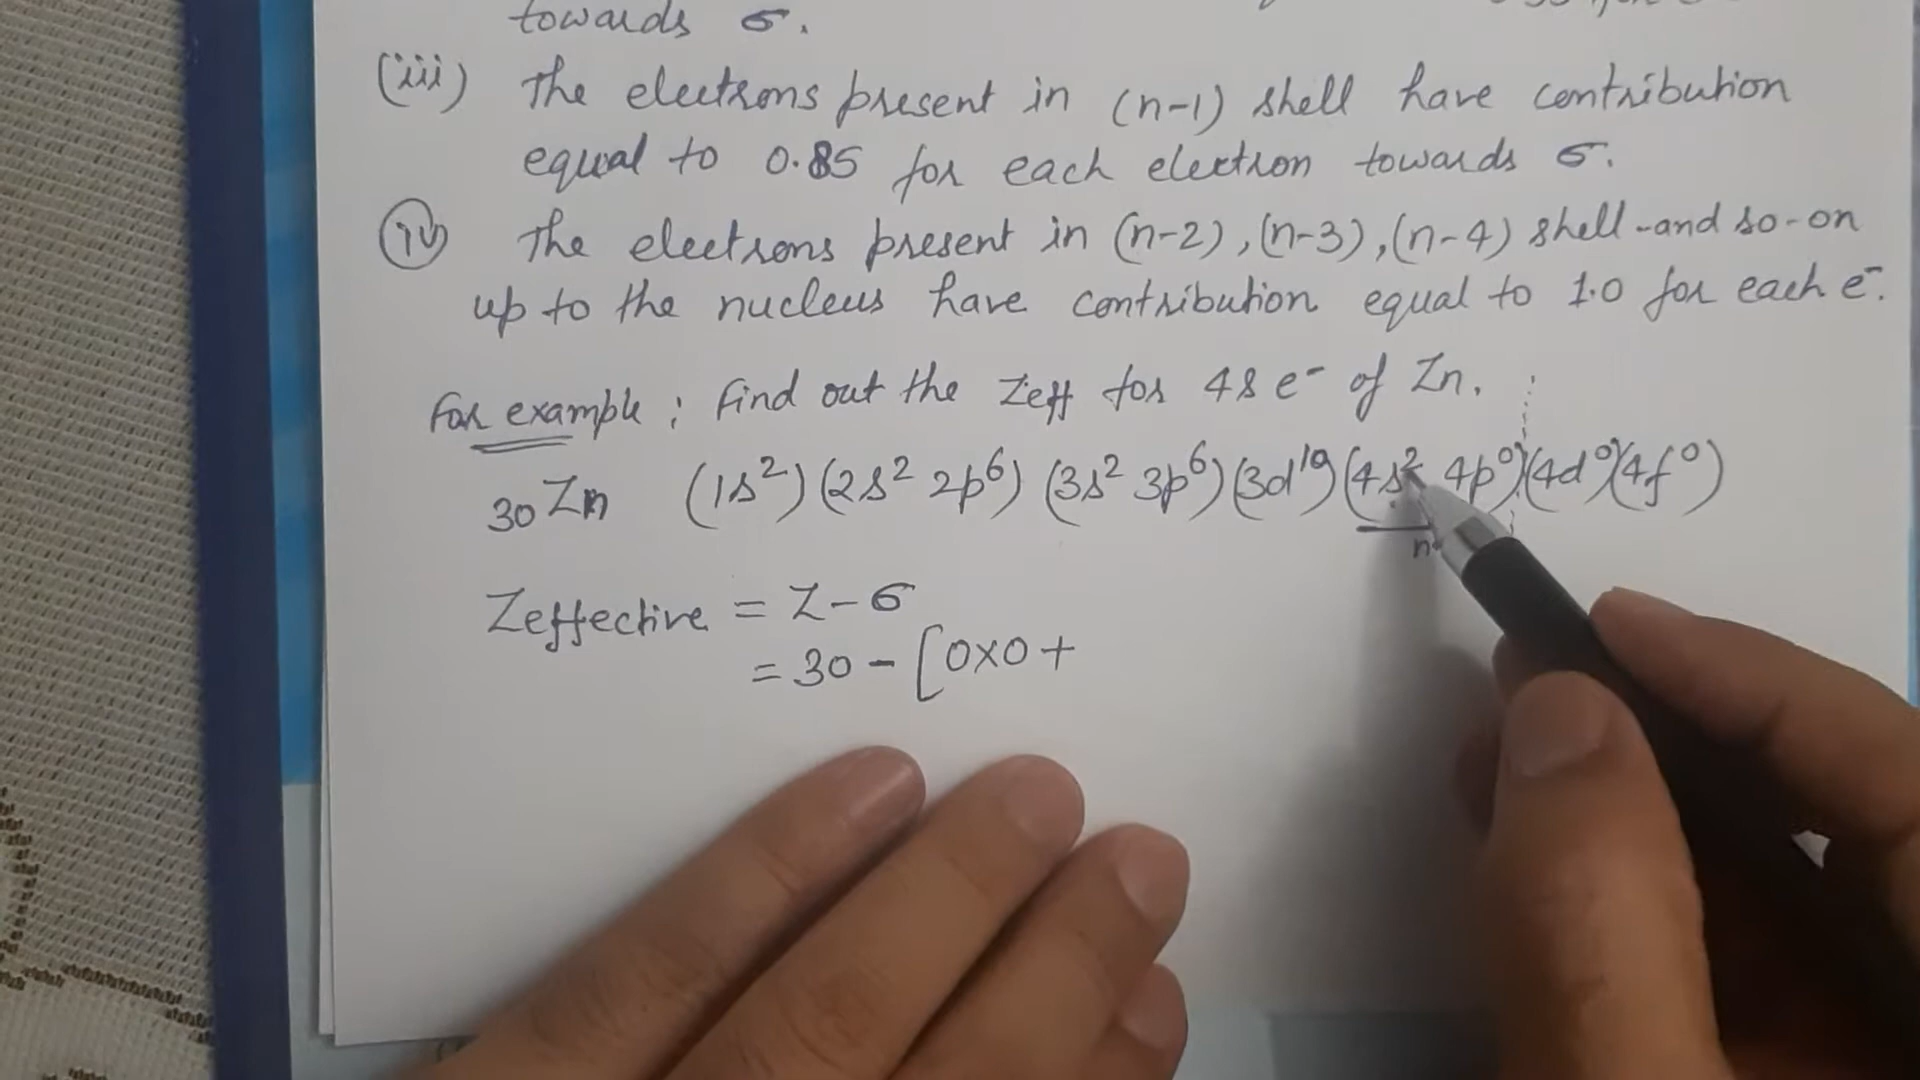 towards σ.
(iii) The electrons present in (n-1) shell have contribution
equal to 0.85 for each electron towards σ.
(iv) The electrons present in (n-2), (n-3), (n-4) shell-and so-on
up to the nucleus have contribution equal to 1.0 for each e⁻.
For example : Find out the Zeff for 4s e⁻ of Zn.
₃₀Zn (1s²) (2s² 2p⁶) (3s² 3p⁶) (3d¹⁰) (4s² 4p⁰) (4d⁰) (4f⁰)
n
Zeffective = Z - σ
= 30 - [0×0 +